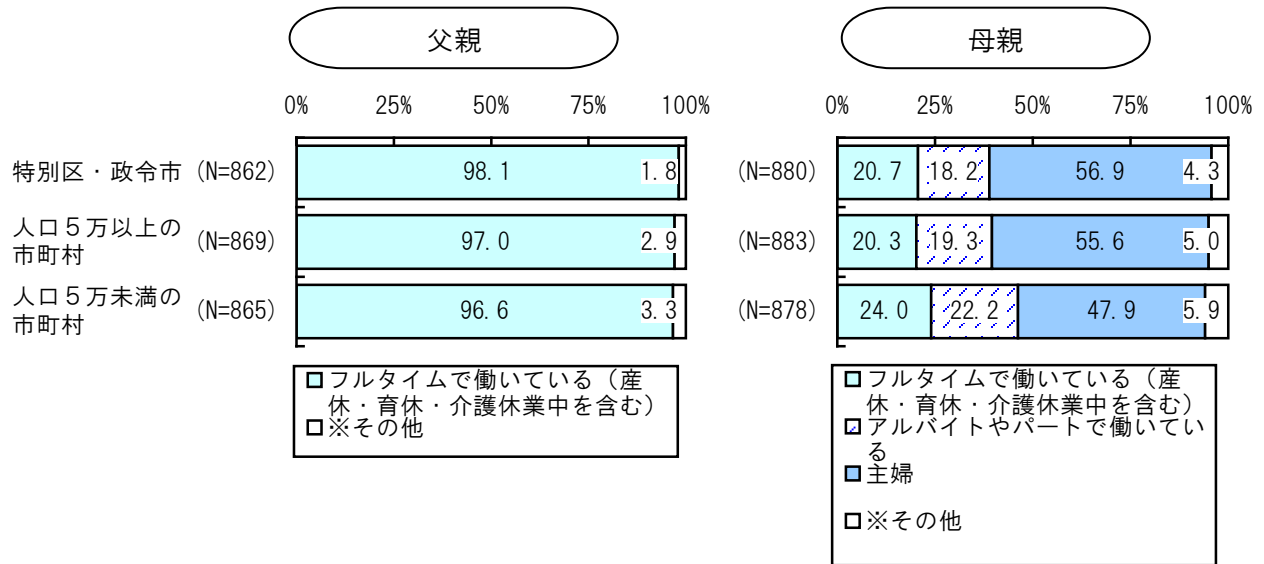 父親
母親
0% 25% 50% 75% 100%
0% 25% 50% 75% 100%
特別区・政令市 (N=862) 98.1 1.8 (N=880) 20.7 18.2 56.9 4.3
人口５万以上の
市町村 (N=869) 97.0 2.9 (N=883) 20.3 19.3 55.6 5.0
人口５万未満の
市町村 (N=865) 96.6 3.3 (N=878) 24.0 22.2 47.9 5.9
フルタイムで働いている（産
休・育休・介護休業中を含む）
※その他
フルタイムで働いている（産
休・育休・介護休業中を含む）
アルバイトやパートで働いてい
る
主婦
※その他